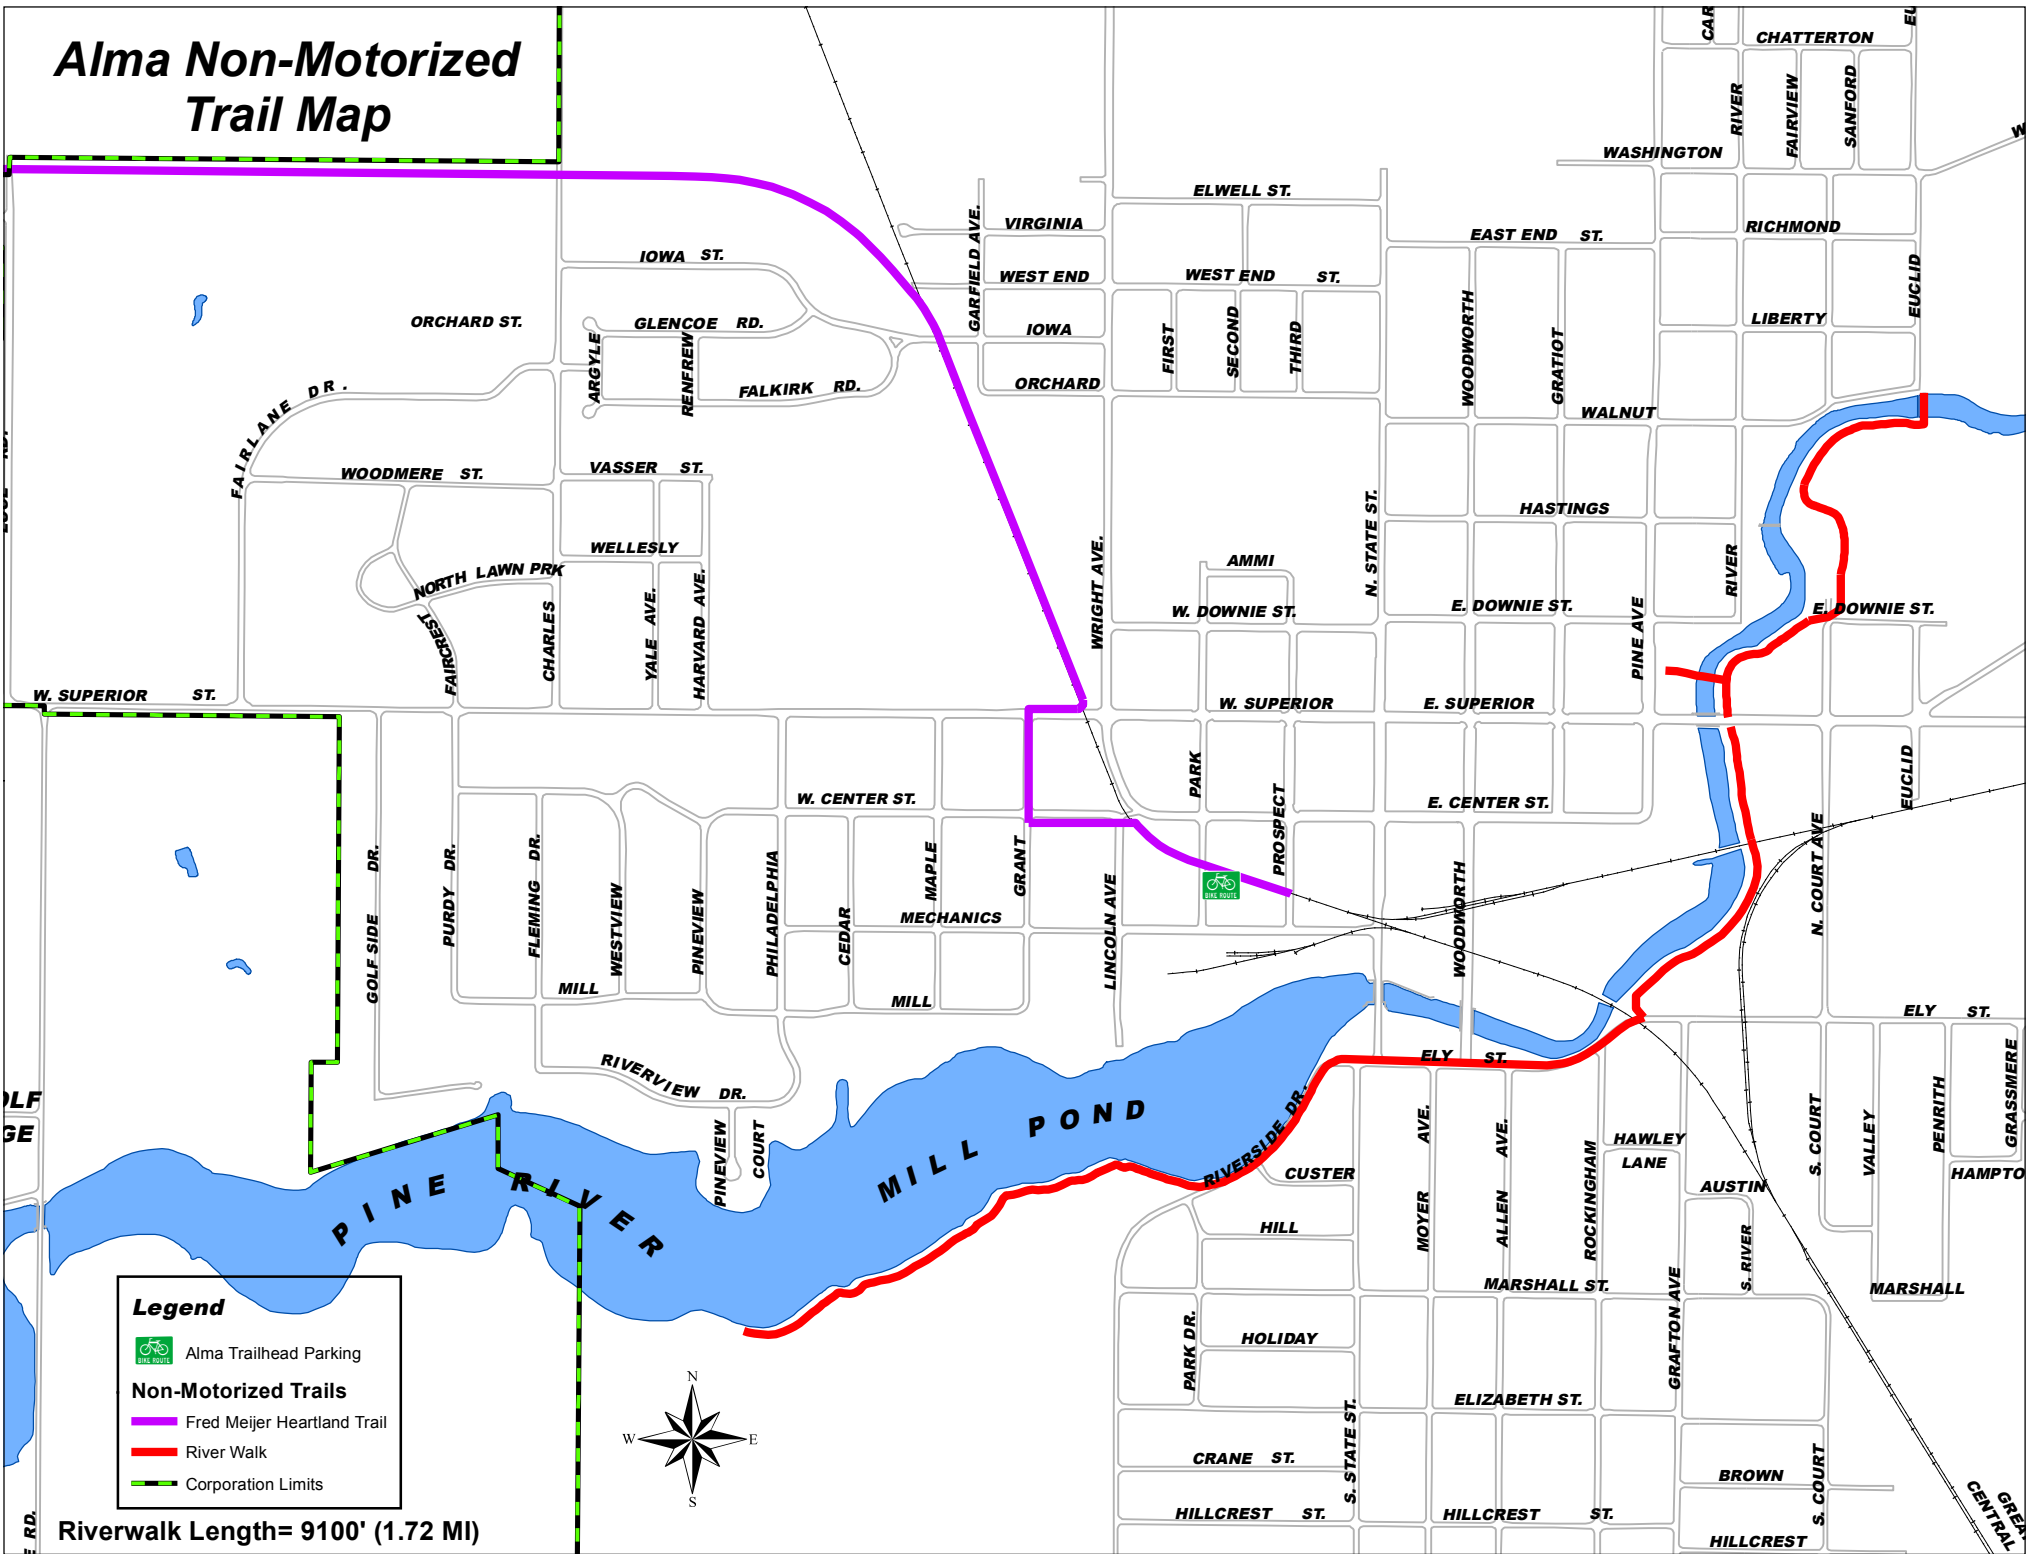 Alma Non-Motorized
Trail Map
CHATTERTON
RIVER
FAIRVIEW
SANFORD
WASHINGTON
ELWELL ST.
VIRGINIA
GARFIELD AVE.
RICHMOND
EAST END ST.
IOWA ST.
WEST END
WEST END ST.
EUCLID
ORCHARD ST.
GLENCOE RD.
IOWA
LIBERTY
ARGYLE
RENFREW
FIRST
SECOND
THIRD
WOODWORTH
GRATIOT
FAIRLANE DR.
FALKIRK RD.
ORCHARD
WALNUT
WOODMERE ST.
VASSER ST.
N. STATE ST.
HASTINGS
WELLESLY
WRIGHT AVE.
AMMI
RIVER
NORTH LAWN PRK
FAIRCREST
CHARLES
YALE AVE.
HARVARD AVE.
W. DOWNIE ST.
E. DOWNIE ST.
PINE AVE
E. DOWNIE ST.
W. SUPERIOR ST.
W. SUPERIOR
E. SUPERIOR
PARK
PROSPECT
EUCLID
W. CENTER ST.
E. CENTER ST.
GOLF SIDE DR.
PURDY DR.
FLEMING DR.
WESTVIEW
PINEVIEW
PHILADELPHIA
CEDAR
MAPLE
GRANT
LINCOLN AVE
BIKE ROUTE
WOODWORTH
N. COURT AVE
MECHANICS
MILL
MILL
ELY ST.
RIVERVIEW DR.
ELY ST.
GRASSMERE
PINEVIEW COURT
MILL POND
RIVERSIDE DR.
MOYER AVE.
ALLEN AVE.
ROCKINGHAM
HAWLEY
LANE
S. COURT
VALLEY
PENRITH
CUSTER
AUSTIN
HAMPTO
PINE RIVER
HILL
S. RIVER
MARSHALL ST.
MARSHALL
PARK DR.
HOLIDAY
GRAFTON AVE
ELIZABETH ST.
S. STATE ST.
CRANE ST.
BROWN
S. COURT
HILLCREST ST.
HILLCREST ST.
HILLCREST
GREAT
CENTRAL
Legend
BIKE ROUTE
Alma Trailhead Parking
Non-Motorized Trails
Fred Meijer Heartland Trail
River Walk
Corporation Limits
N
W
E
S
Riverwalk Length= 9100' (1.72 MI)
RD.